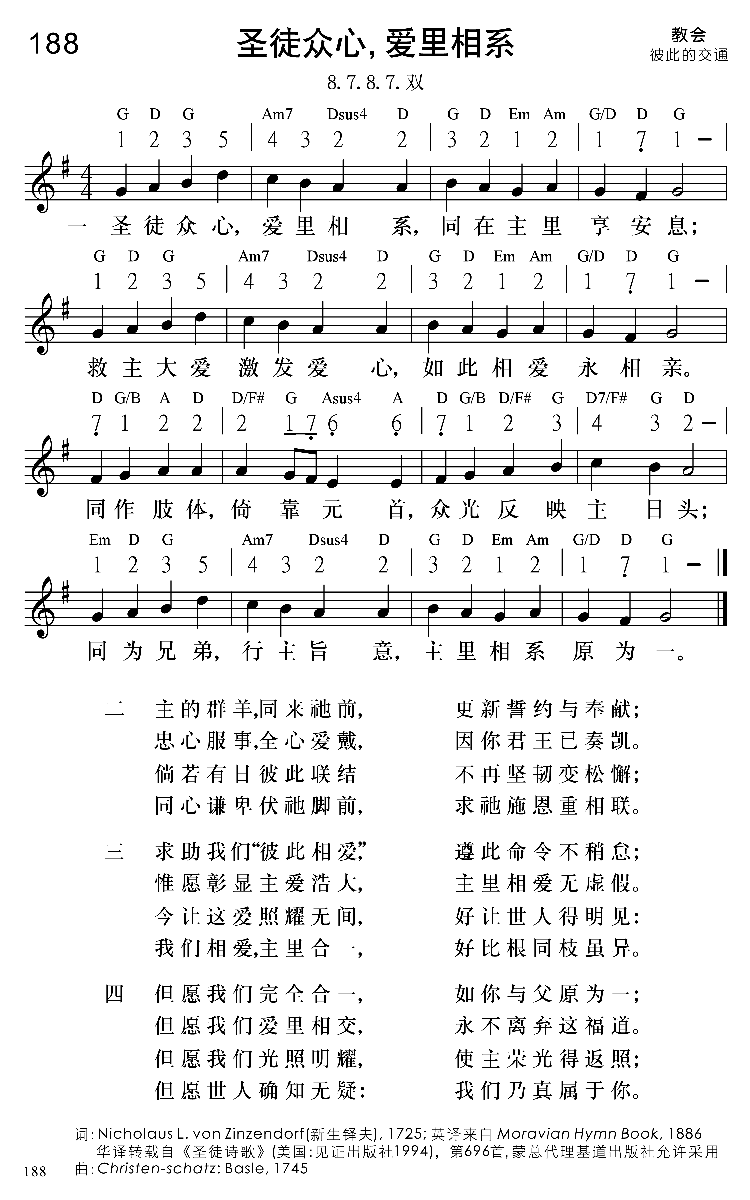 188
圣徒众心,爱里相系
教会
彼此的交通
8. 7. 8. 7. 双
G D G Am7 Dsus4 D G D Em Am G/D D G
1 2 3 5 | 4 3 2 2 | 3 2 1 2 | 1 7 1 – |
4 4
一 圣徒众心,爱里相系,同在主里享安息;
G D G Am7 Dsus4 D G D Em Am G/D D G
1 2 3 5 | 4 3 2 2 | 3 2 1 2 | 1 7 1 – |
救主大爱激发爱心,如此相爱永相亲。
D G/B A D D/F# G Asus4 A D G/B D G D7/F# G D
7 1 2 2 | 2 1 7 6 6 | 7 1 2 3 | 4 3 2 – |
同作肢体,倚靠元首,众光反映主日头;
Em D G Am7 Dsus4 D G D Em Am G/D D G
1 2 3 5 | 4 3 2 2 | 3 2 1 2 | 1 7 1 –
同为兄弟,行主旨意,主里相系原为一。
二 主的群羊,同来祂前, 更新誓约与奉献;
忠心服事,全心爱戴, 因你君王已奏凯。
倘若有日彼此联结 不再坚韧变松懈;
同心谦卑伏祂脚前, 求祂施恩重相联。
三 求助我们“彼此相爱,” 遵此命令不稍怠;
惟愿彰显主爱浩大, 主里相爱无虚假。
今让这爱照耀无间, 好让世人得明见:
我们相爱,主里合一, 好比根同枝虽异。
四 但愿我们完全合一, 如你与父原为一;
但愿我们爱里相交, 永不离弃这福道。
但愿我们光照明耀, 使主荣光得返照;
但愿世人确知无疑: 我们乃真属于你。
词: Nicholaus L. von Zinzendorf(新生铎夫), 1725; 英译来自 Moravian Hymn Book, 1886
华译转载自《圣徒诗歌》(美国:见证出版社1994), 第696首,蒙总代理基道出版社允许采用
曲: Christen-schatz: Basle, 1745
188